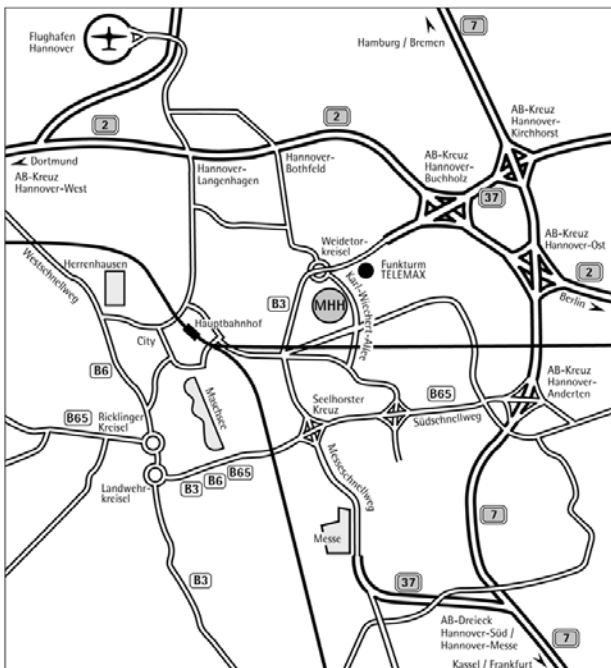 Flughafen
Hannover
7
Hamburg / Bremen
2
2
AB-Kreuz
Hannover-
Kirchhorst
Dortmund
AB-Kreuz
Hannover-West
Hannover-
Langenhagen
Hannover-
Bothfeld
AB-Kreuz
Hannover-
Buchholz
37
AB-Kreuz
Hannover-Ost
2
Berlin
Westschnellweg
Herrenhausen
Weidetor-
kreisel
Funkturm
TELEMAX
B3
MHH
Karl-Wiechert-Allee
Hauptbahnhof
City
B6
Maschsee
B65
Ricklinger
Kreisel
Seelhorster
Kreuz
B65
Südschnellweg
AB-Kreuz
Hannover-
Anderten
Landwehr-
kreisel
B3
B6
B65
Messeschnellweg
Messe
7
B3
37
AB-Dreieck
Hannover-Süd /
Hannover-Messe
7
Kassel / Frankfurt